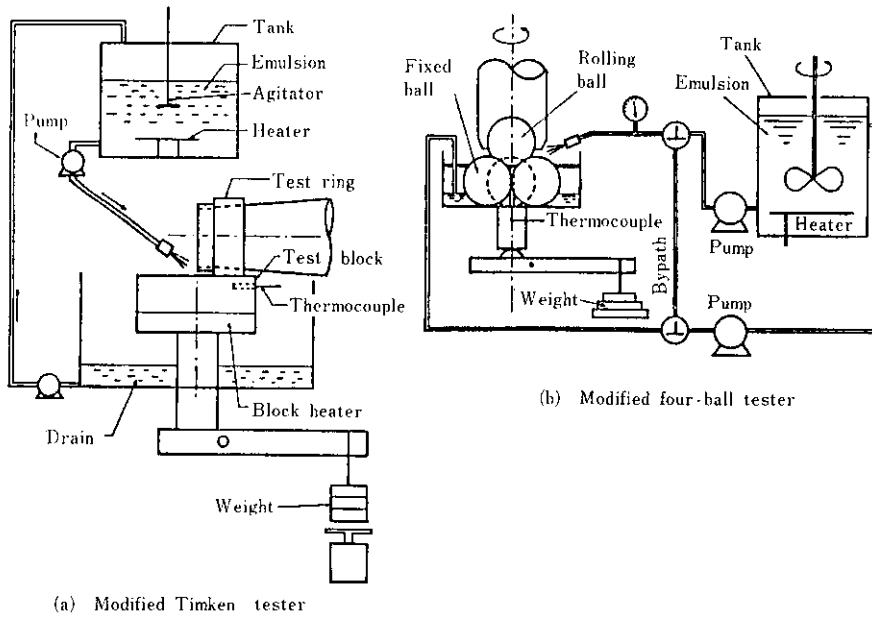 Tank
Emulsion
Agitator
Pump
Heater
Test ring
Test block
Thermocouple
Block heater
Drain
Weight
(a) Modified Timken tester
Fixed
ball
Rolling
ball
Tank
Emulsion
Thermocouple
Heater
Pump
Bypath
Weight
Pump
(b) Modified four-ball tester